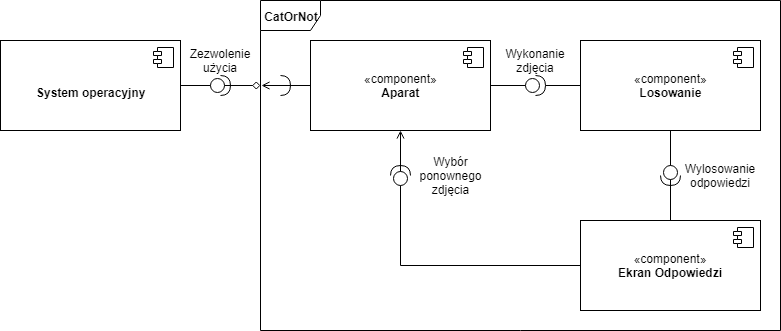 CatOrNot
System operacyjny
Zezwolenie
użycia
«component»
Aparat
Wykonanie
zdjęcia
«component»
Losowanie
Wybór
ponownego
zdjęcia
Wylosowanie
odpowiedzi
«component»
Ekran Odpowiedzi